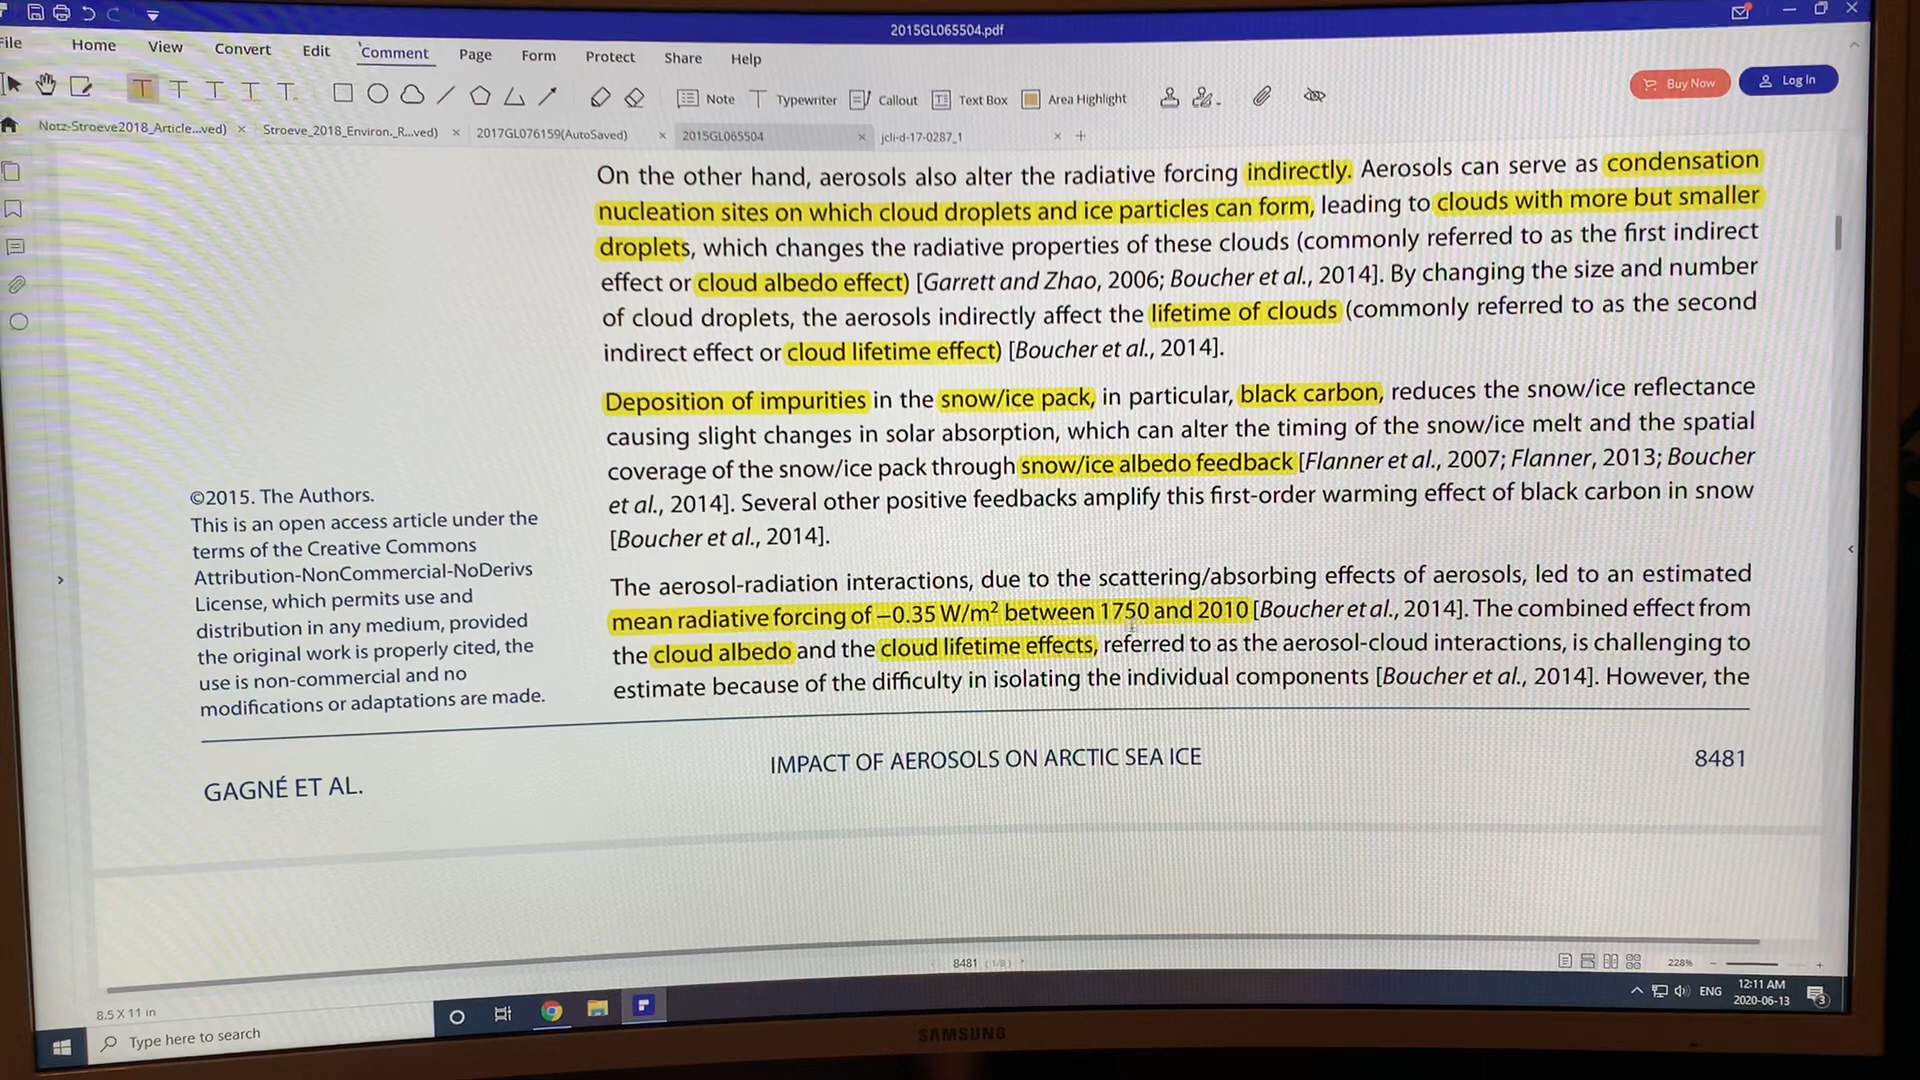 2015GL065504.pdf
File Home View Convert Edit Comment Page Form Protect Share Help
Note Typewriter Callout Text Box Area Highlight
Buy Now Log In
Notz-Stroeve2018_Article...ved) Stroeve_2018_Environ._R...ved) 2017GL076159(AutoSaved) 2015GL065504 jcli-d-17-0287_1
On the other hand, aerosols also alter the radiative forcing indirectly. Aerosols can serve as condensation
nucleation sites on which cloud droplets and ice particles can form, leading to clouds with more but smaller
droplets, which changes the radiative properties of these clouds (commonly referred to as the first indirect
effect or cloud albedo effect) [Garrett and Zhao, 2006; Boucher et al., 2014]. By changing the size and number
of cloud droplets, the aerosols indirectly affect the lifetime of clouds (commonly referred to as the second
indirect effect or cloud lifetime effect) [Boucher et al., 2014].
Deposition of impurities in the snow/ice pack, in particular, black carbon, reduces the snow/ice reflectance
causing slight changes in solar absorption, which can alter the timing of the snow/ice melt and the spatial
coverage of the snow/ice pack through snow/ice albedo feedback [Flanner et al., 2007; Flanner, 2013; Boucher
et al., 2014]. Several other positive feedbacks amplify this first-order warming effect of black carbon in snow
[Boucher et al., 2014].
The aerosol-radiation interactions, due to the scattering/absorbing effects of aerosols, led to an estimated
mean radiative forcing of −0.35 W/m² between 1750 and 2010 [Boucher et al., 2014]. The combined effect from
the cloud albedo and the cloud lifetime effects, referred to as the aerosol-cloud interactions, is challenging to
estimate because of the difficulty in isolating the individual components [Boucher et al., 2014]. However, the
©2015. The Authors.
This is an open access article under the
terms of the Creative Commons
Attribution-NonCommercial-NoDerivs
License, which permits use and
distribution in any medium, provided
the original work is properly cited, the
use is non-commercial and no
modifications or adaptations are made.
GAGNÉ ET AL.
IMPACT OF AEROSOLS ON ARCTIC SEA ICE
8481
8481 (1/8)
228%
8.5 X 11 in
Type here to search
ENG
12:11 AM
2020-06-13
3
SAMSUNG